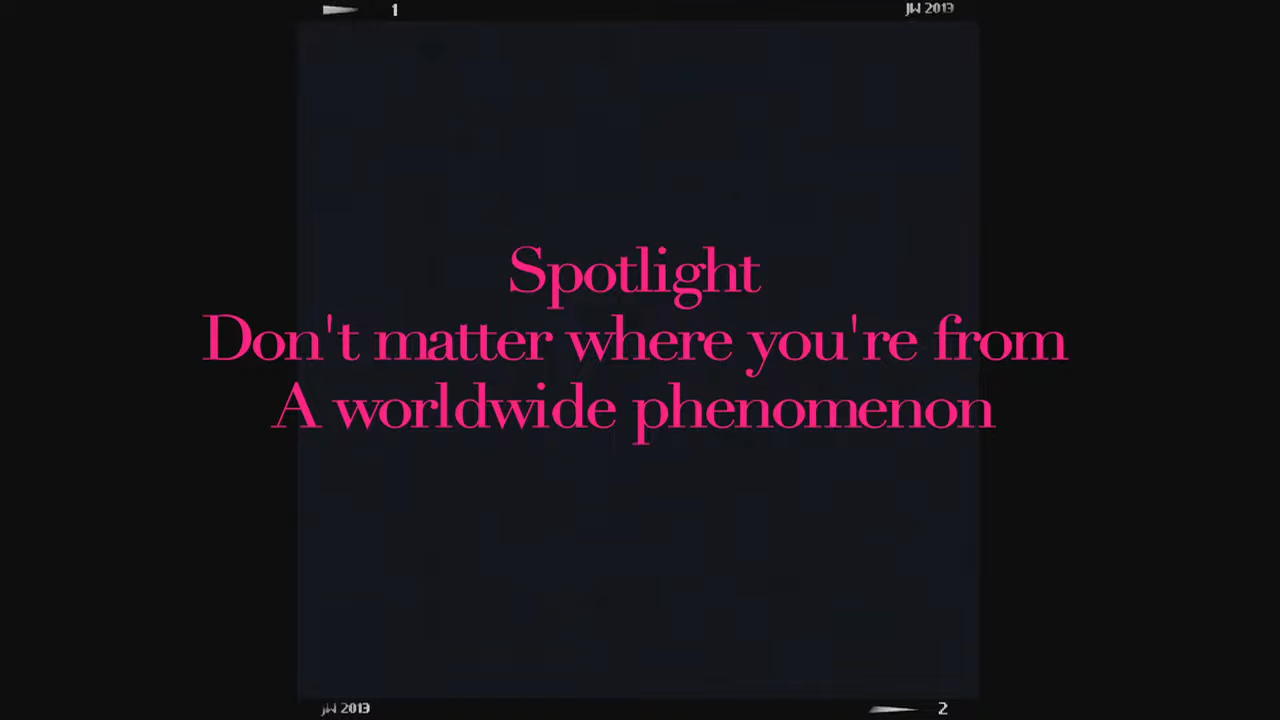 1
JW 2013
Spotlight
Don't matter where you're from
A worldwide phenomenon
JW 2013
2